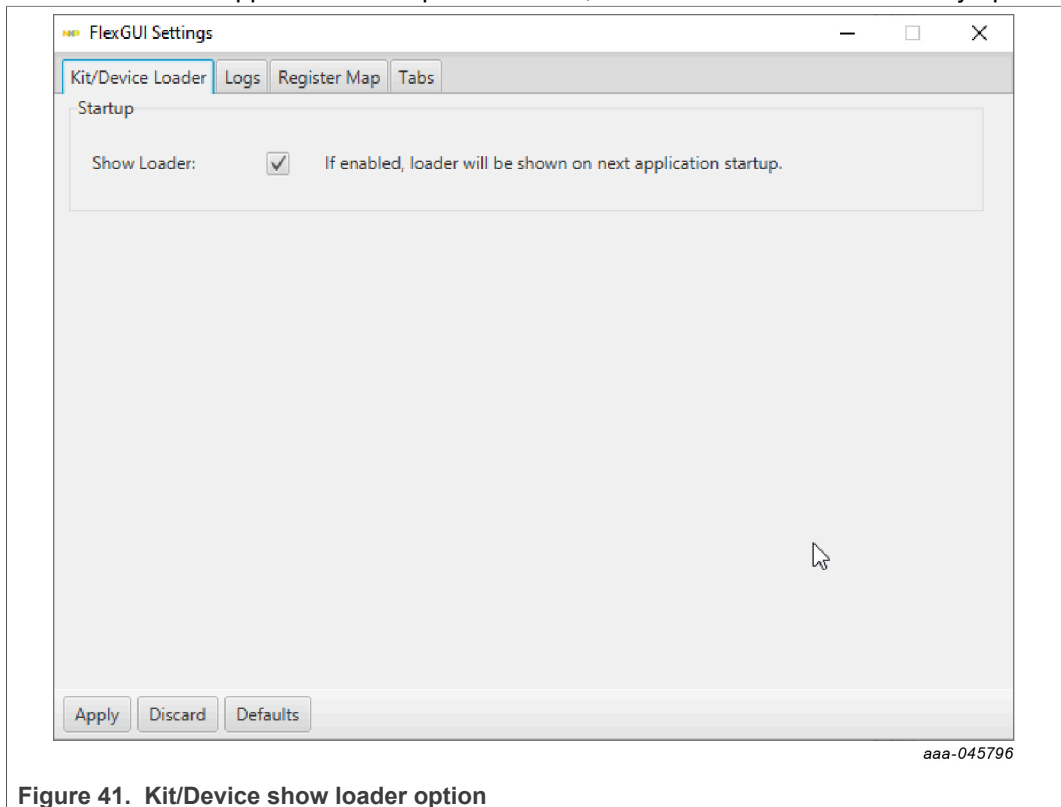 FlexGUI Settings
Kit/Device Loader Logs Register Map Tabs
Startup
Show Loader: If enabled, loader will be shown on next application startup.
Apply Discard Defaults
aaa-045796
Figure 41. Kit/Device show loader option